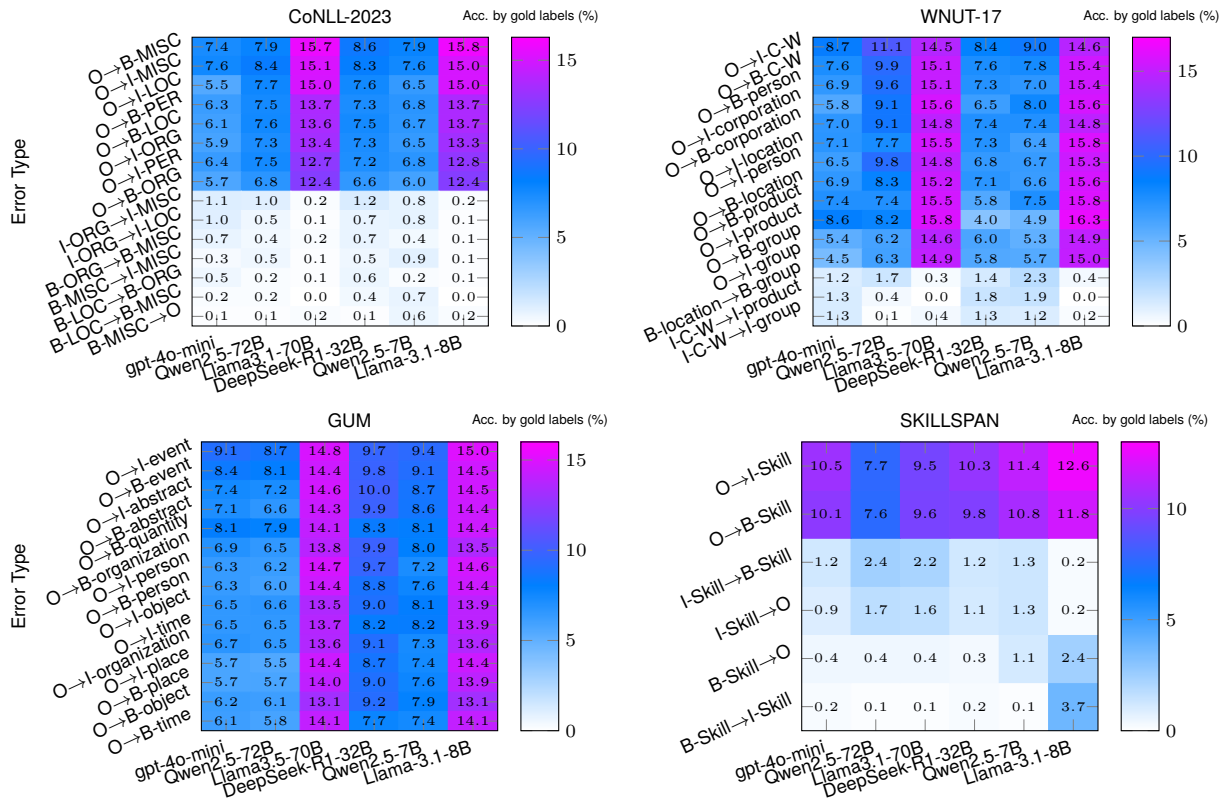 CoNLL-2023
Acc. by gold labels (%)
Error Type
O→B-MISC 7.4 7.9 15.7 8.6 7.9 15.8
O→I-MISC 7.6 8.4 15.1 8.3 7.6 15.0
O→I-LOC 5.5 7.7 15.0 7.6 6.5 15.0
O→B-PER 6.3 7.5 13.7 7.3 6.8 13.7
O→B-LOC 6.1 7.6 13.6 7.5 6.7 13.7
O→I-ORG 5.9 7.3 13.4 7.3 6.5 13.3
O→I-PER 6.4 7.5 12.7 7.2 6.8 12.8
O→B-ORG 5.7 6.8 12.4 6.6 6.0 12.4
I-ORG→I-MISC 1.1 1.0 0.2 1.2 0.8 0.2
I-ORG→I-LOC 1.0 0.5 0.2 0.7 0.8 0.1
B-ORG→B-MISC 0.7 0.4 0.2 0.7 0.4 0.1
B-MISC→I-MISC 0.3 0.2 0.1 0.5 0.9 0.1
B-LOC→B-ORG 0.5 0.2 0.1 0.6 0.2 0.1
B-LOC→B-MISC 0.2 0.2 0.0 0.4 0.7 0.0
B-MISC→O 0.1 0.1 0.2 0.1 0.6 0.2
gpt-4o-mini
Qwen2.5-72B
Llama3.1-70B
DeepSeek-R1-32B
Qwen2.5-7B
Llama-3.1-8B
10
5
0
WNUT-17
Acc. by gold labels (%)
O→I-C-W 8.7 11.1 14.5 8.4 9.0 14.6
O→B-C-W 7.6 9.9 15.1 7.6 7.8 15.4
O→B-person 6.9 9.6 15.1 7.3 7.0 15.4
O→I-corporation 5.8 9.1 15.6 6.5 8.0 15.6
O→B-corporation 7.0 9.1 14.8 7.4 7.4 14.8
O→I-location 7.1 7.7 15.5 7.3 6.4 15.8
O→I-person 6.5 9.8 14.8 6.8 6.7 15.3
O→B-location 6.9 8.3 15.2 7.1 6.6 15.6
O→B-product 7.4 7.4 15.5 5.8 7.5 15.8
O→I-product 8.6 8.2 15.8 4.0 4.9 16.3
O→B-group 5.4 6.2 14.6 6.0 5.3 14.9
O→I-group 4.5 6.3 14.9 5.8 5.7 15.0
B-location→B-group 1.2 1.7 0.3 1.4 2.3 0.4
I-C-W→I-product 1.3 0.4 0.0 1.8 1.9 0.0
I-C-W→I-group 1.3 0.1 0.4 1.3 1.2 0.4
gpt-4o-mini
Qwen2.5-72B
Llama3.5-70B
DeepSeek-R1-32B
Qwen2.5-7B
Llama-3.1-8B
15
10
5
0
GUM
Acc. by gold labels (%)
Error Type
O→I-event 9.1 8.7 14.8 9.7 9.4 15.0
O→B-event 8.4 8.1 14.4 9.8 9.1 14.5
O→I-abstract 7.4 7.2 14.6 10.0 8.7 14.5
O→B-abstract 7.1 6.6 14.3 9.9 8.6 14.4
O→B-quantity 8.1 7.9 14.1 8.3 8.1 14.4
O→B-organization 6.9 6.5 13.8 9.9 8.0 13.5
O→I-person 6.3 6.2 14.7 9.7 7.2 14.6
O→B-person 6.3 6.0 14.4 8.8 7.6 14.4
O→I-object 6.5 6.6 13.5 9.0 8.1 13.9
O→I-time 6.5 6.5 13.7 8.2 8.2 13.9
O→I-organization 6.7 6.5 13.6 9.1 7.3 13.6
O→I-place 5.7 5.5 14.4 8.7 7.4 14.4
O→B-place 5.7 5.7 14.0 9.0 7.6 13.9
O→B-object 6.2 6.1 13.1 9.2 7.9 13.1
O→B-time 6.1 5.8 14.1 7.7 7.4 14.1
gpt-4o-mini
Qwen2.5-72B
Llama3.5-70B
DeepSeek-R1-32B
Qwen2.5-7B
Llama-3.1-8B
15
10
5
0
SKILLSPAN
Acc. by gold labels (%)
O→I-Skill 10.5 7.7 9.5 10.3 11.4 12.6
O→B-Skill 10.1 7.6 9.6 9.8 10.8 11.8
I-Skill→B-Skill 1.2 2.4 2.2 1.2 1.3 0.2
I-Skill→O 0.9 1.7 1.6 1.1 1.3 0.2
B-Skill→O 0.4 0.4 0.4 0.3 1.1 2.4
B-Skill→I-Skill 0.2 0.1 0.1 0.2 0.1 3.7
gpt-4o-mini
Qwen2.5-72B
Llama3.1-70B
DeepSeek-R1-32B
Qwen2.5-7B
Llama-3.1-8B
10
5
0